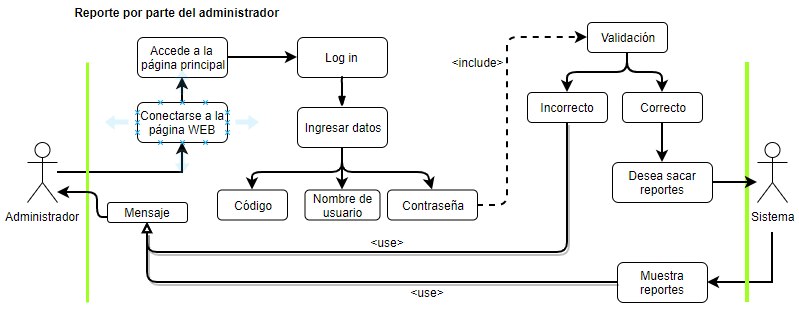 Reporte por parte del administrador
Accede a la
página principal
Log in
Validación
<include>
Conectarse a la
página WEB
Ingresar datos
Incorrecto
Correcto
Desea sacar
reportes
Código
Nombre de
usuario
Contraseña
Administrador
Mensaje
Sistema
<use>
Muestra
reportes
<use>